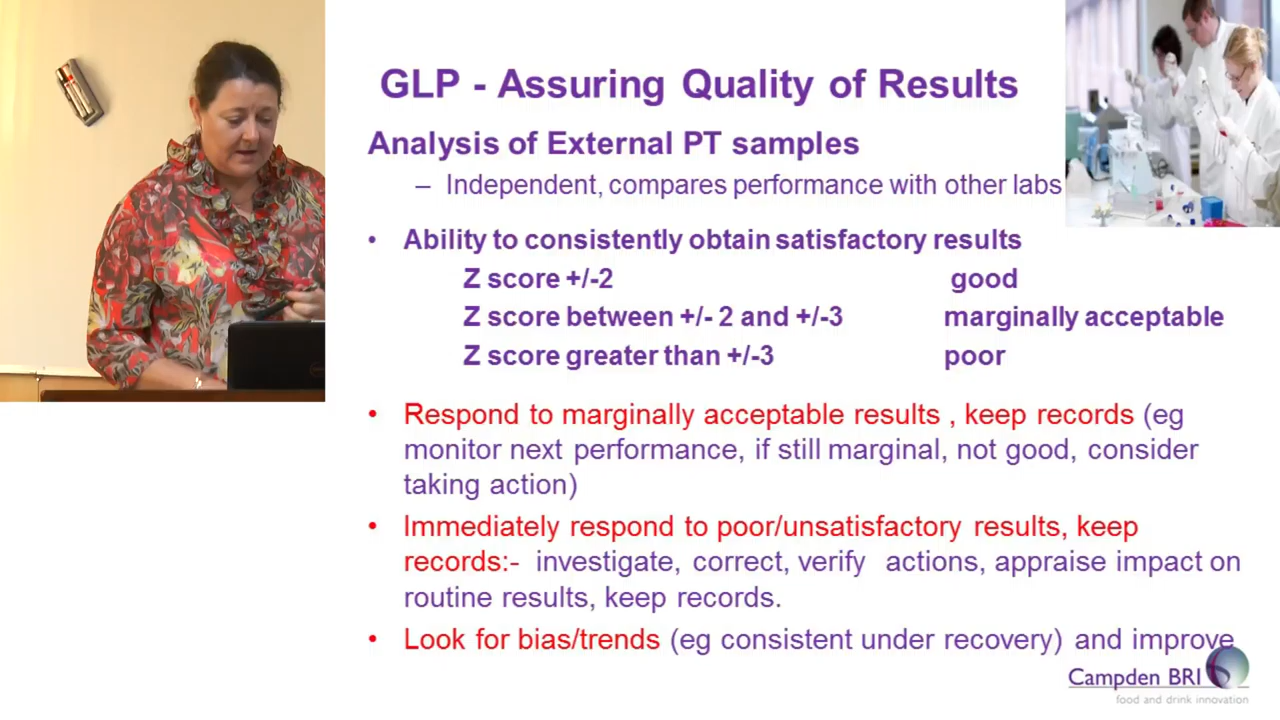 GLP - Assuring Quality of Results
Analysis of External PT samples
– Independent, compares performance with other labs
• Ability to consistently obtain satisfactory results
Z score +/-2 good
Z score between +/- 2 and +/-3 marginally acceptable
Z score greater than +/-3 poor
• Respond to marginally acceptable results , keep records (eg
monitor next performance, if still marginal, not good, consider
taking action)
• Immediately respond to poor/unsatisfactory results, keep
records:- investigate, correct, verify actions, appraise impact on
routine results, keep records.
• Look for bias/trends (eg consistent under recovery) and improve
Campden BRI
food and drink innovation